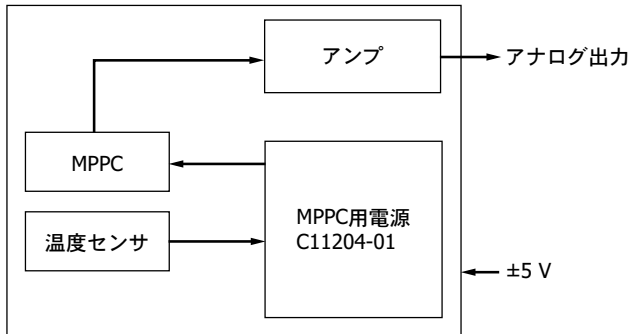 アンプ
アナログ出力
MPPC
MPPC用電源
C11204-01
温度センサ
±5 V